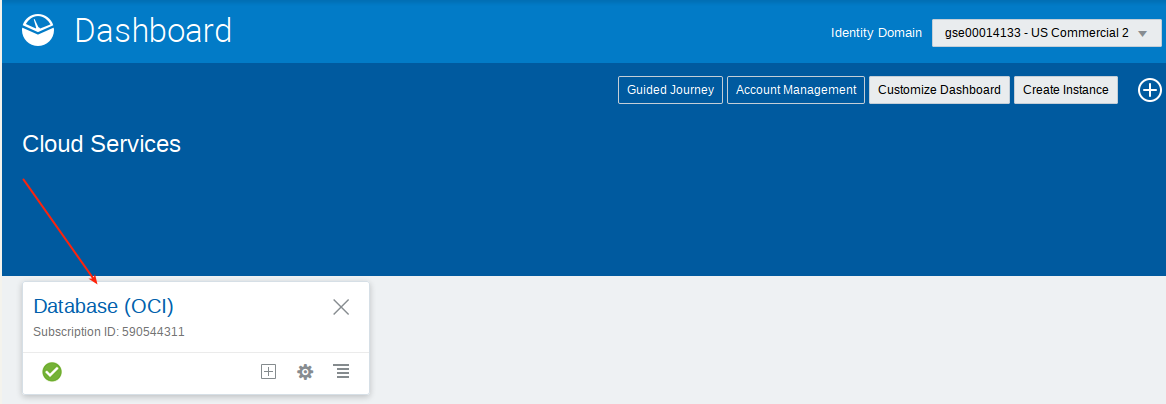 Dashboard
Identity Domain gse00014133 - US Commercial 2
Guided Journey Account Management Customize Dashboard Create Instance
Cloud Services
Database (OCI)
Subscription ID: 590544311